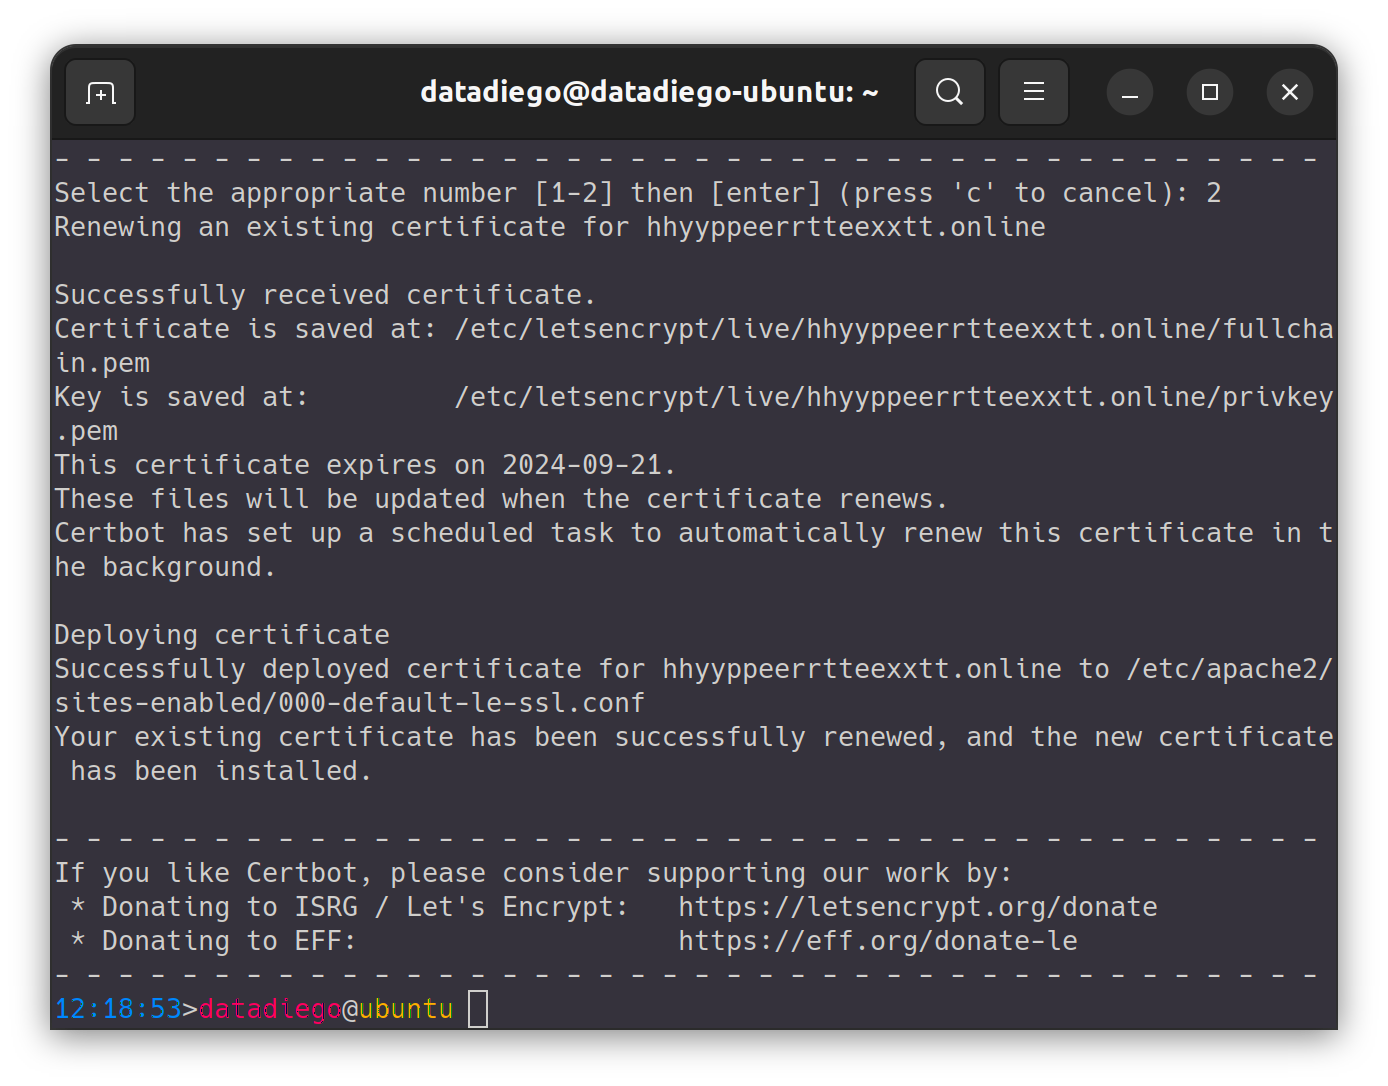 datadiego@datadiego-ubuntu: ~
- - - - - - - - - - - - - - - - - - - - - - - - - - - - - - - - - - - - - - - -
Select the appropriate number [1-2] then [enter] (press 'c' to cancel): 2
Renewing an existing certificate for hhyyppeerrtteexxtt.online
Successfully received certificate.
Certificate is saved at: /etc/letsencrypt/live/hhyyppeerrtteexxtt.online/fullcha
in.pem
Key is saved at:         /etc/letsencrypt/live/hhyyppeerrtteexxtt.online/privkey
.pem
This certificate expires on 2024-09-21.
These files will be updated when the certificate renews.
Certbot has set up a scheduled task to automatically renew this certificate in t
he background.
Deploying certificate
Successfully deployed certificate for hhyyppeerrtteexxtt.online to /etc/apache2/
sites-enabled/000-default-le-ssl.conf
Your existing certificate has been successfully renewed, and the new certificate
 has been installed.
- - - - - - - - - - - - - - - - - - - - - - - - - - - - - - - - - - - - - - - -
If you like Certbot, please consider supporting our work by:
 * Donating to ISRG / Let's Encrypt:   https://letsencrypt.org/donate
 * Donating to EFF:                    https://eff.org/donate-le
- - - - - - - - - - - - - - - - - - - - - - - - - - - - - - - - - - - - - - - -
12:18:53>datadiego@ubuntu